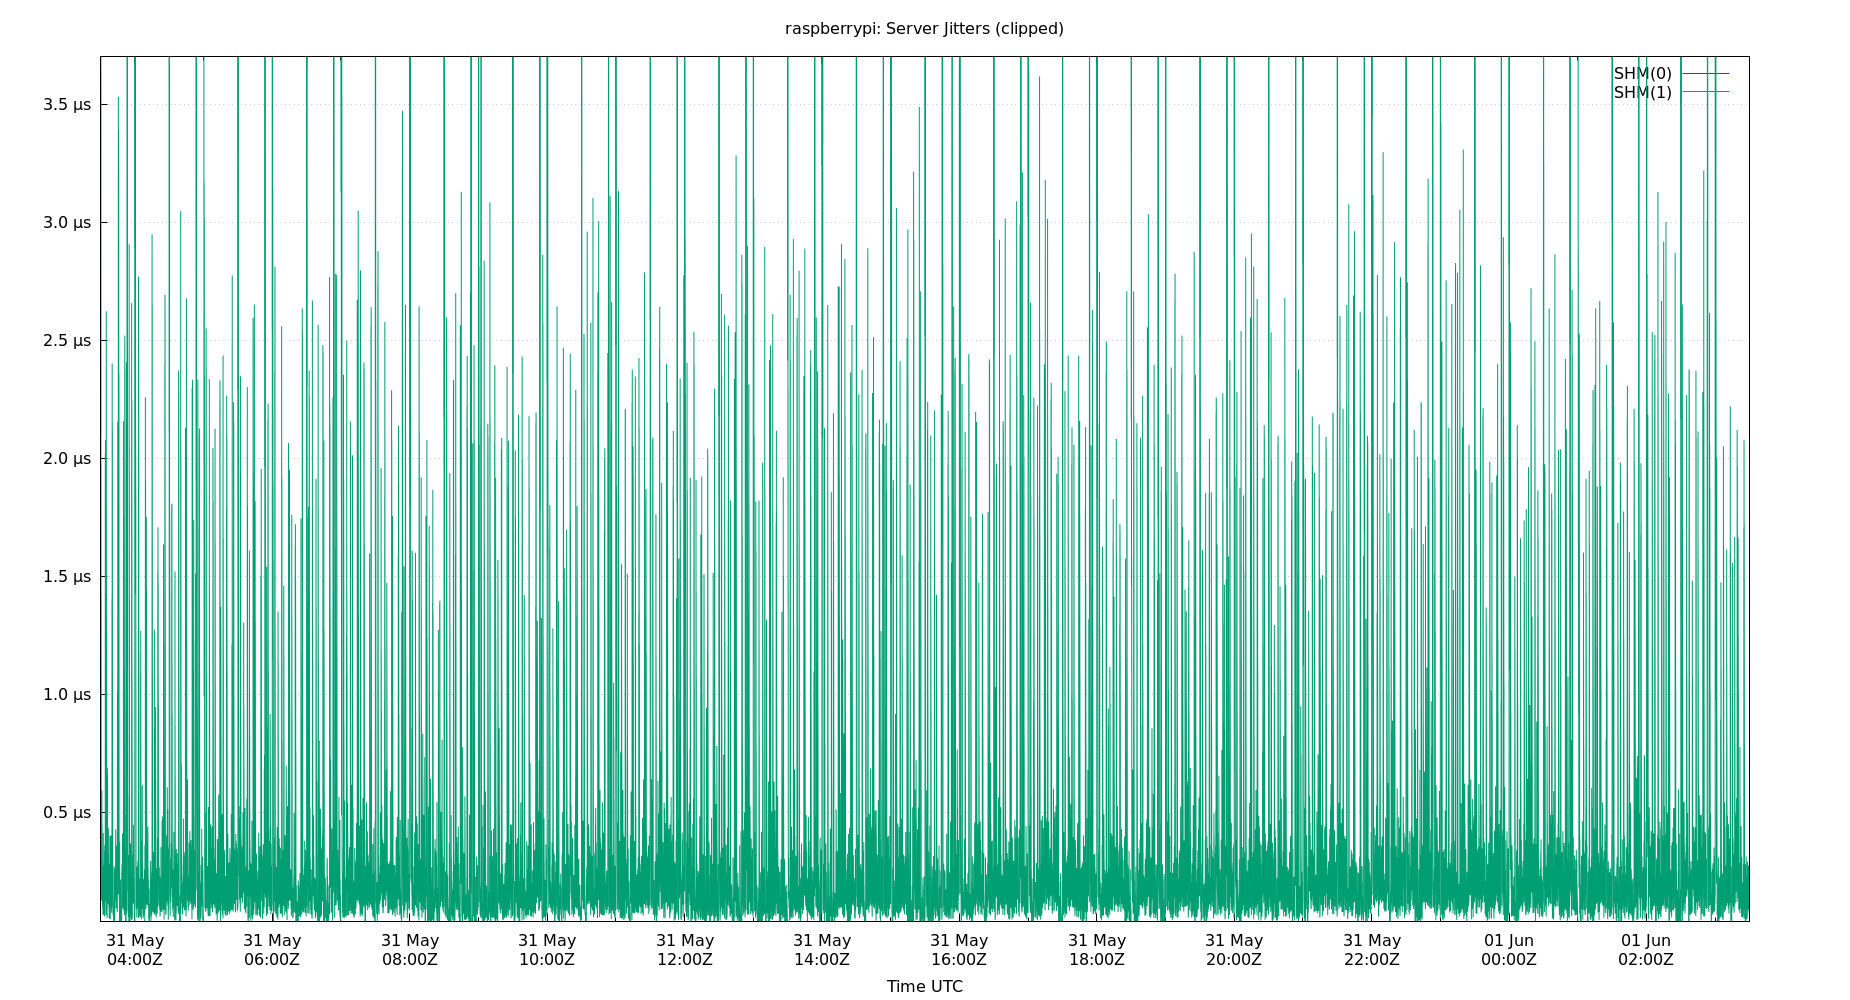 raspberrypi: Server Jitters (clipped)
SHM(0)
SHM(1)
3.5 µs
3.0 µs
2.5 µs
2.0 µs
1.5 µs
1.0 µs
0.5 µs
31 May 31 May 31 May 31 May 31 May 31 May 31 May 31 May 31 May 31 May 01 Jun 01 Jun
04:00Z 06:00Z 08:00Z 10:00Z 12:00Z 14:00Z 16:00Z 18:00Z 20:00Z 22:00Z 00:00Z 02:00Z
Time UTC